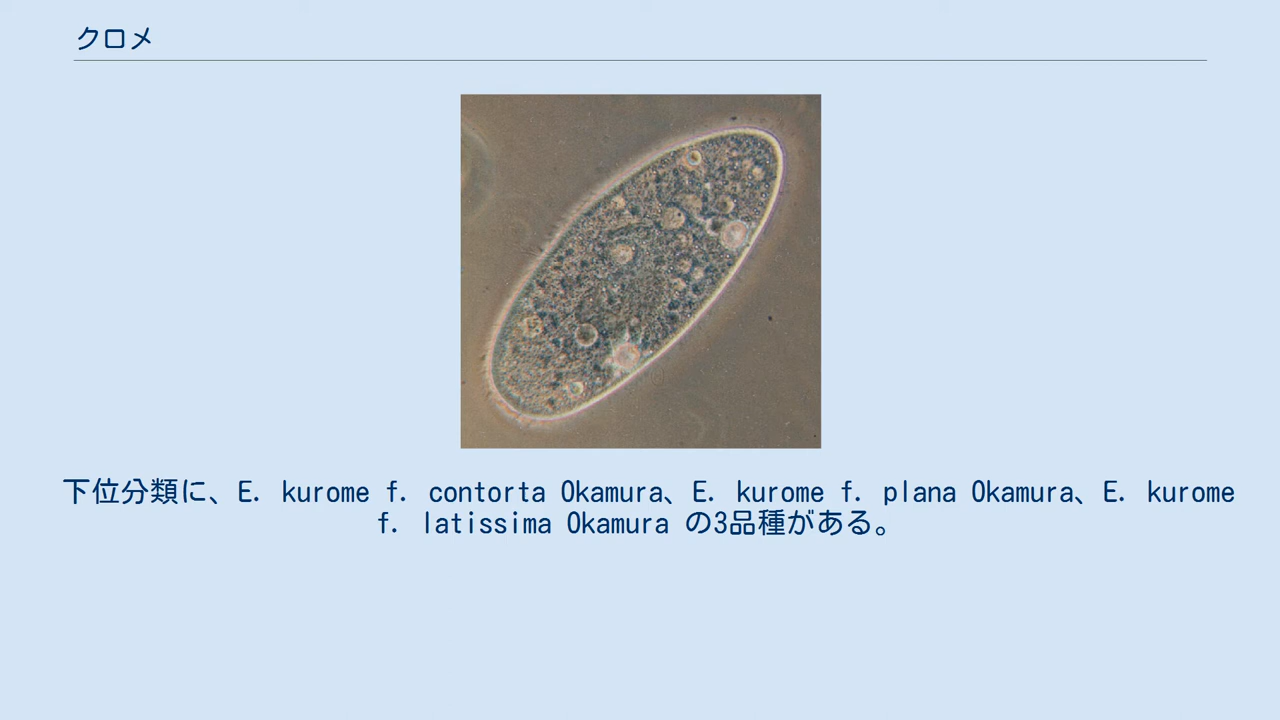 クロメ
下位分類に、E. kurome f. contorta Okamura、E. kurome f. plana Okamura、E. kurome
f. latissima Okamura の3品種がある。